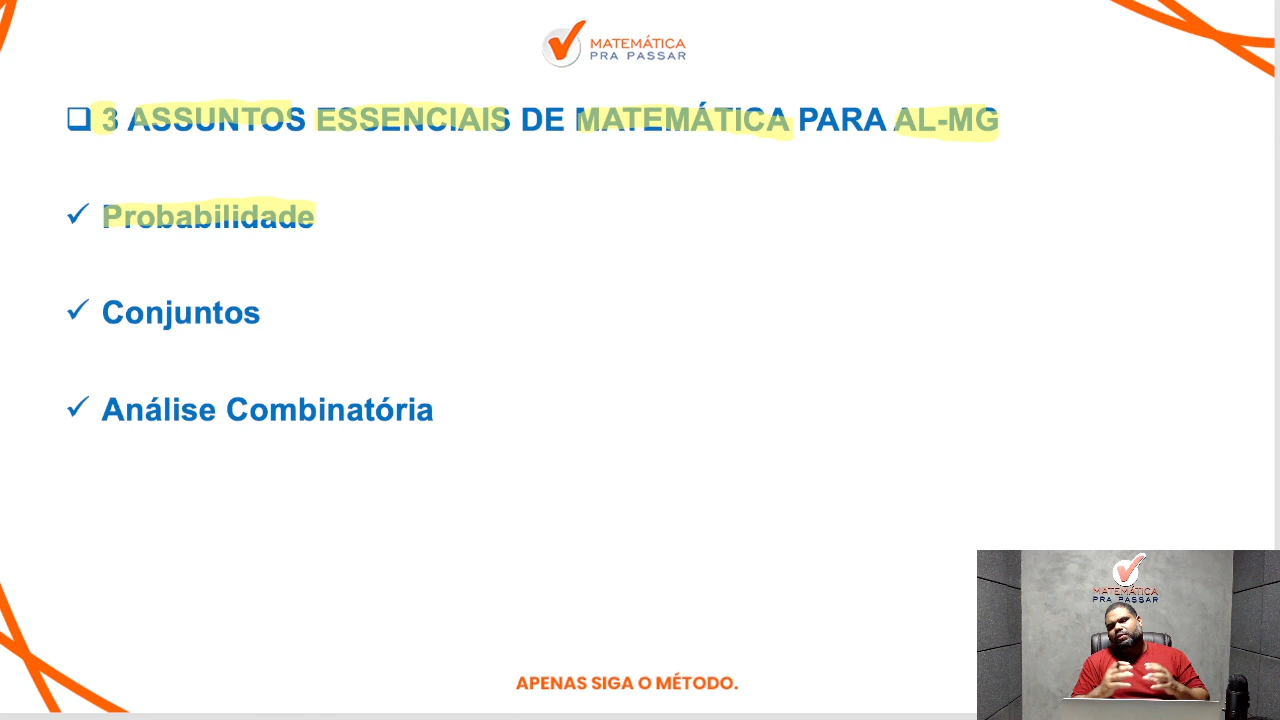 MATEMÁTICA
PRA PASSAR
3 ASSUNTOS ESSENCIAIS DE MATEMÁTICA PARA AL-MG
Probabilidade
Conjuntos
Análise Combinatória
MATEMÁTICA
PRA PASSAR
APENAS SIGA O MÉTODO.